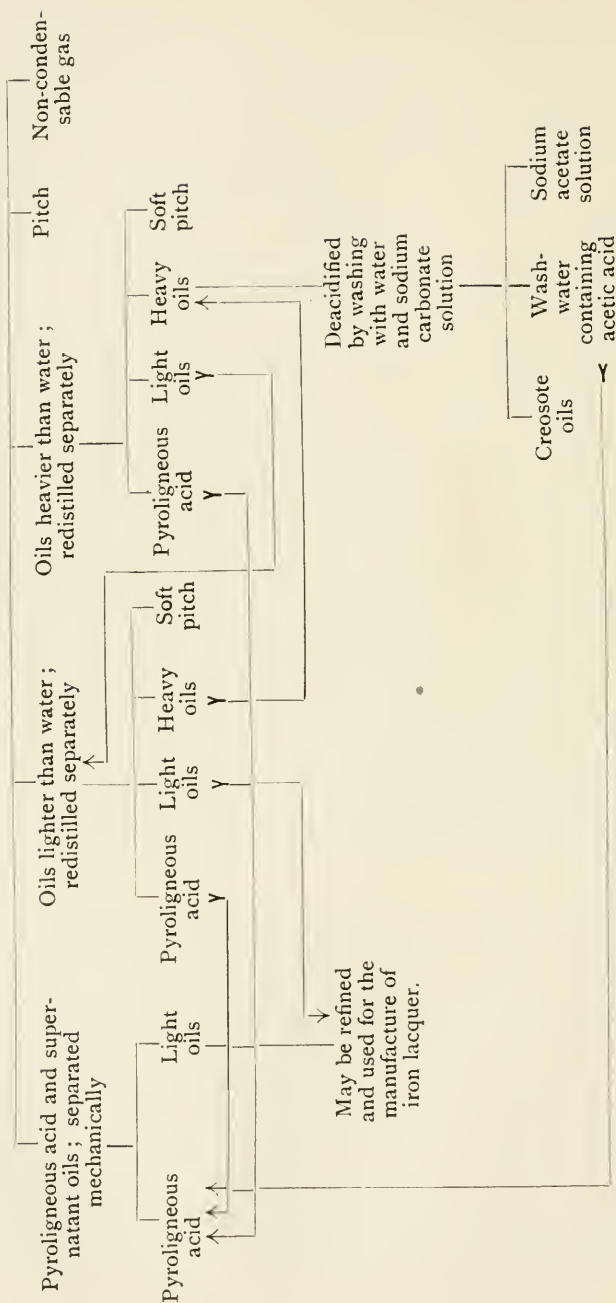 Pyroligneous acid and super-
natant oils; separated
mechanically
Oils lighter than water;
redistilled separately
Oils heavier than water;
redistilled separately
Pitch
Non-conden-
sable gas
Pyroligneous
acid
Light
oils
Pyroligneous
acid
Light
oils
Heavy
oils
Soft
pitch
Pyroligneous
acid
Light
oils
Heavy
oils
Soft
pitch
May be refined
and used for the
manufacture of
iron lacquer.
Deacidified
by washing
with water
and sodium
carbonate
solution
Creosote
oils
Wash-
water
containing
acetic acid
Sodium
acetate
solution